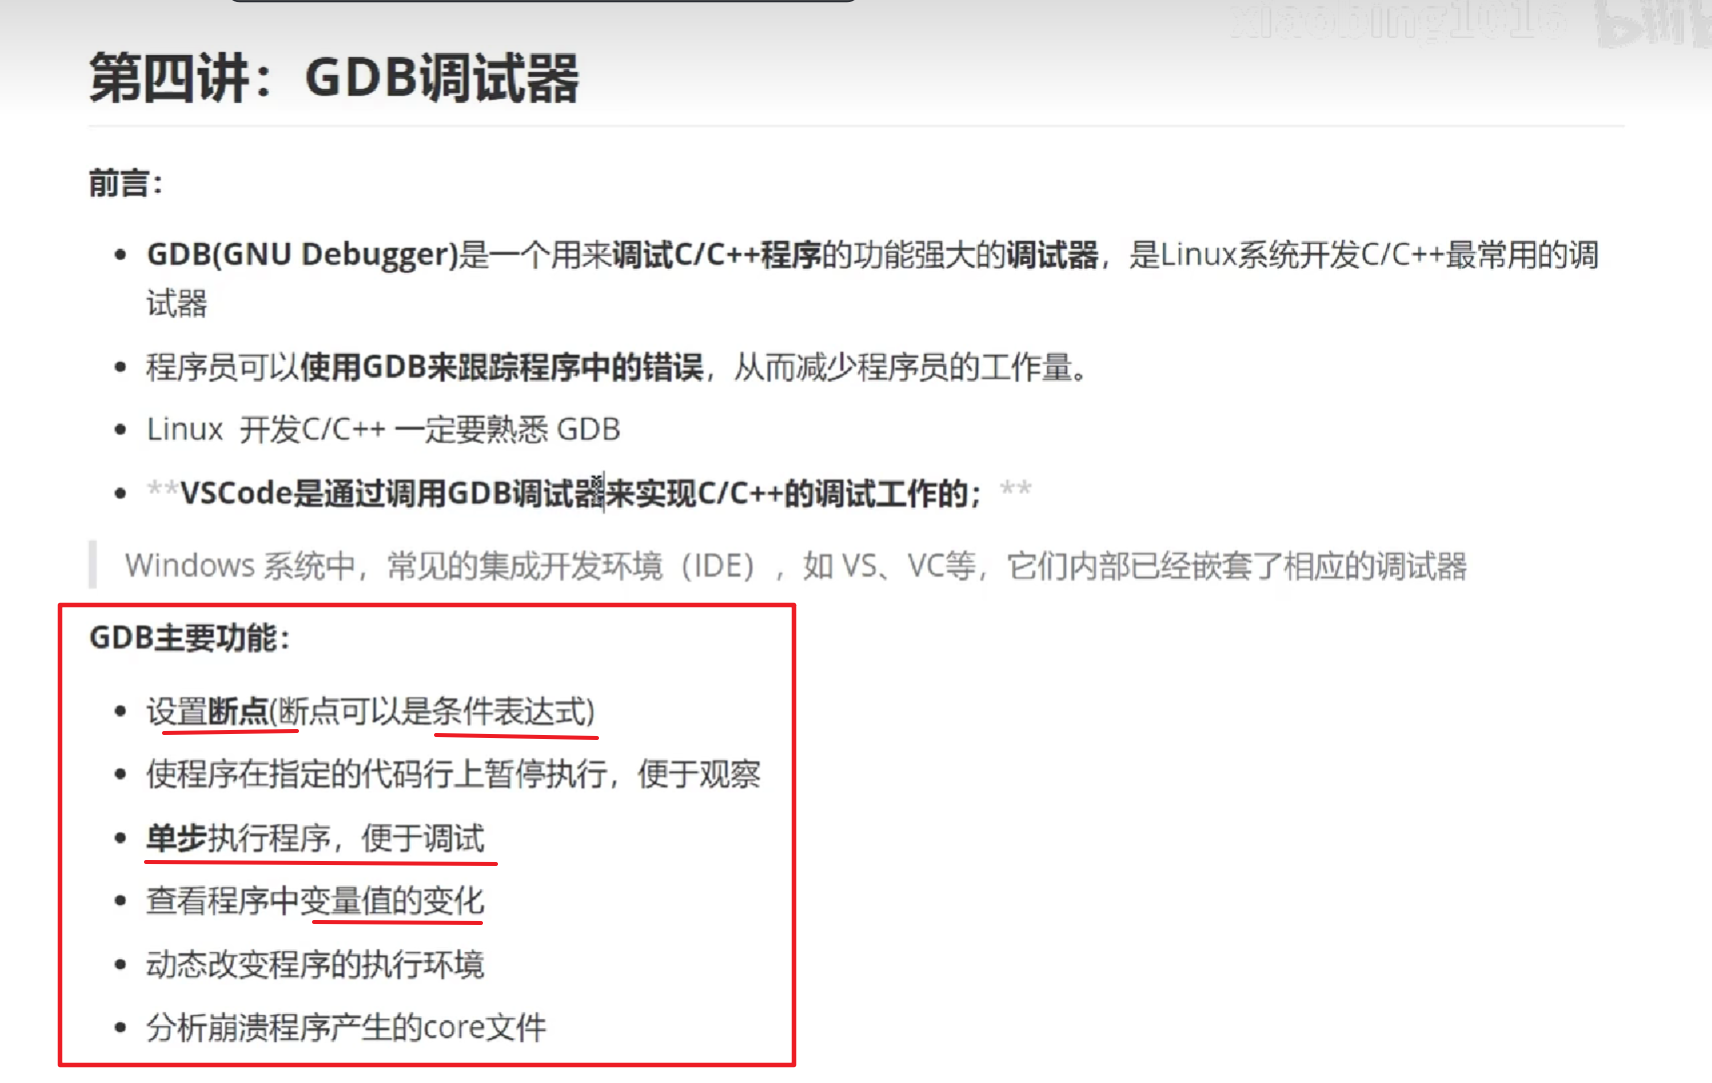 xiaobing1016 bilib
第四讲：GDB调试器
前言：
GDB(GNU Debugger)是一个用来调试C/C++程序的功能强大的调试器，是Linux系统开发C/C++最常用的调
试器
程序员可以使用GDB来跟踪程序中的错误，从而减少程序员的工作量。
Linux 开发C/C++ 一定要熟悉 GDB
**VSCode是通过调用GDB调试器来实现C/C++的调试工作的；**
Windows 系统中，常见的集成开发环境（IDE），如 VS、VC等，它们内部已经嵌套了相应的调试器
GDB主要功能：
设置断点(断点可以是条件表达式)
使程序在指定的代码行上暂停执行，便于观察
单步执行程序，便于调试
查看程序中变量值的变化
动态改变程序的执行环境
分析崩溃程序产生的core文件